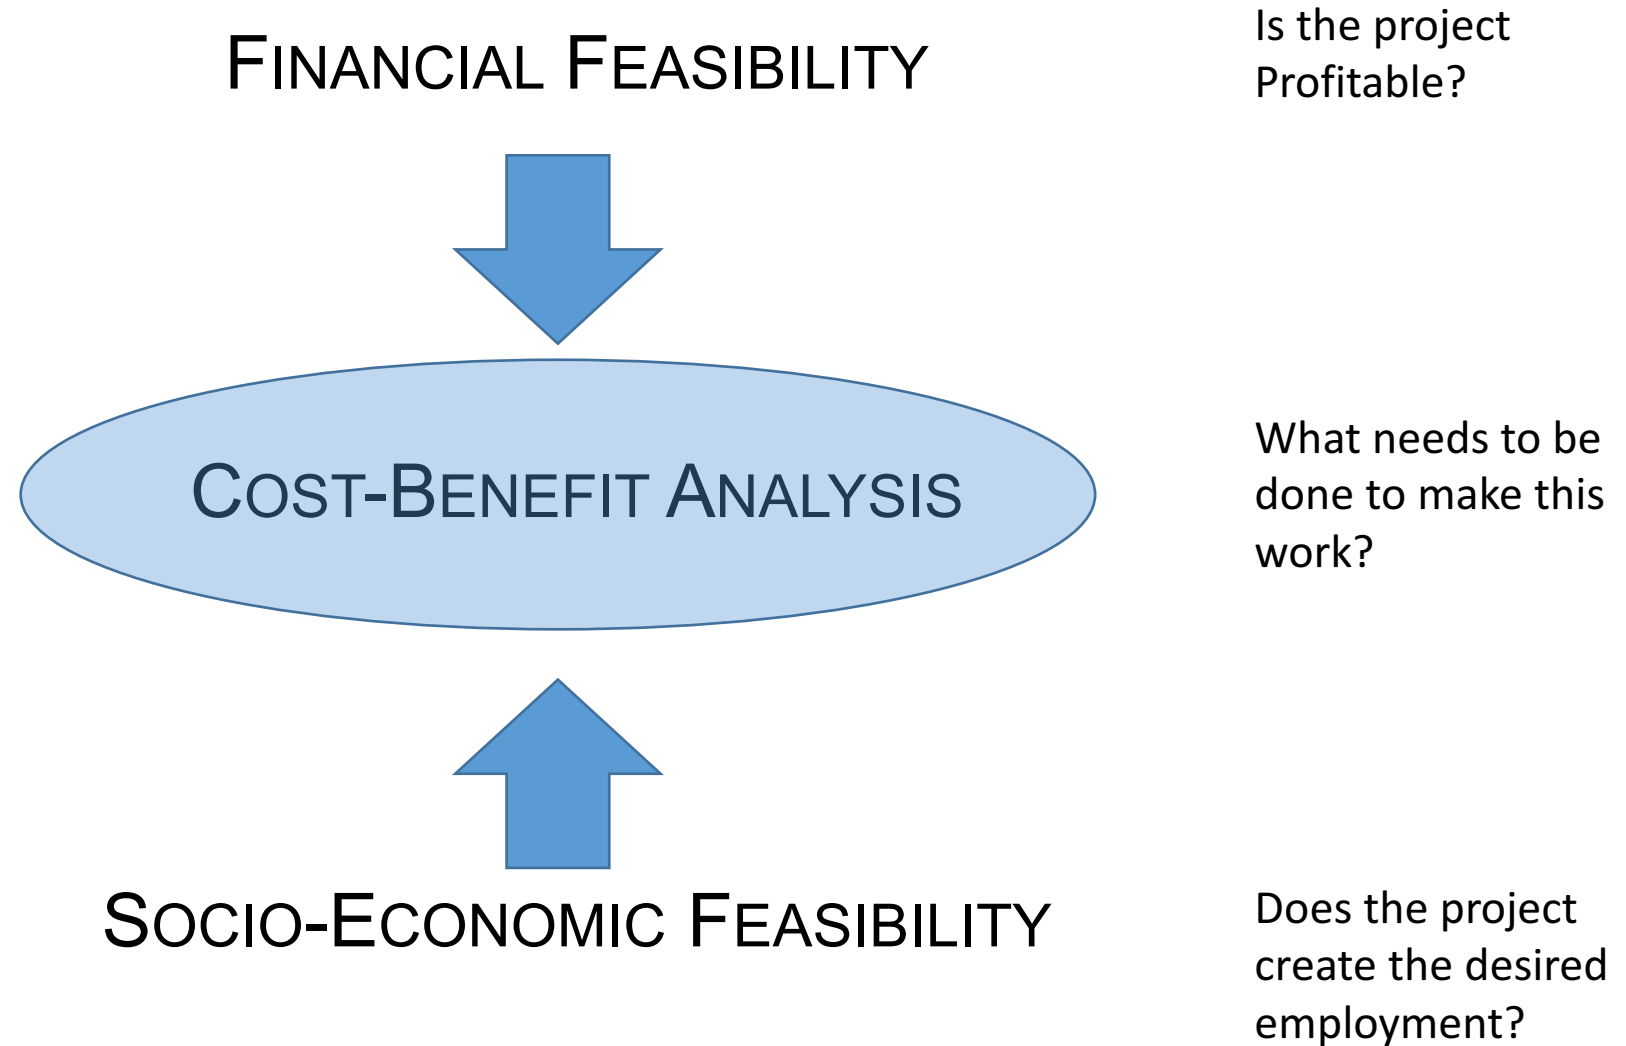 FINANCIAL FEASIBILITY
Is the project
Profitable?
COST-BENEFIT ANALYSIS
What needs to be
done to make this
work?
SOCIO-ECONOMIC FEASIBILITY
Does the project
create the desired
employment?